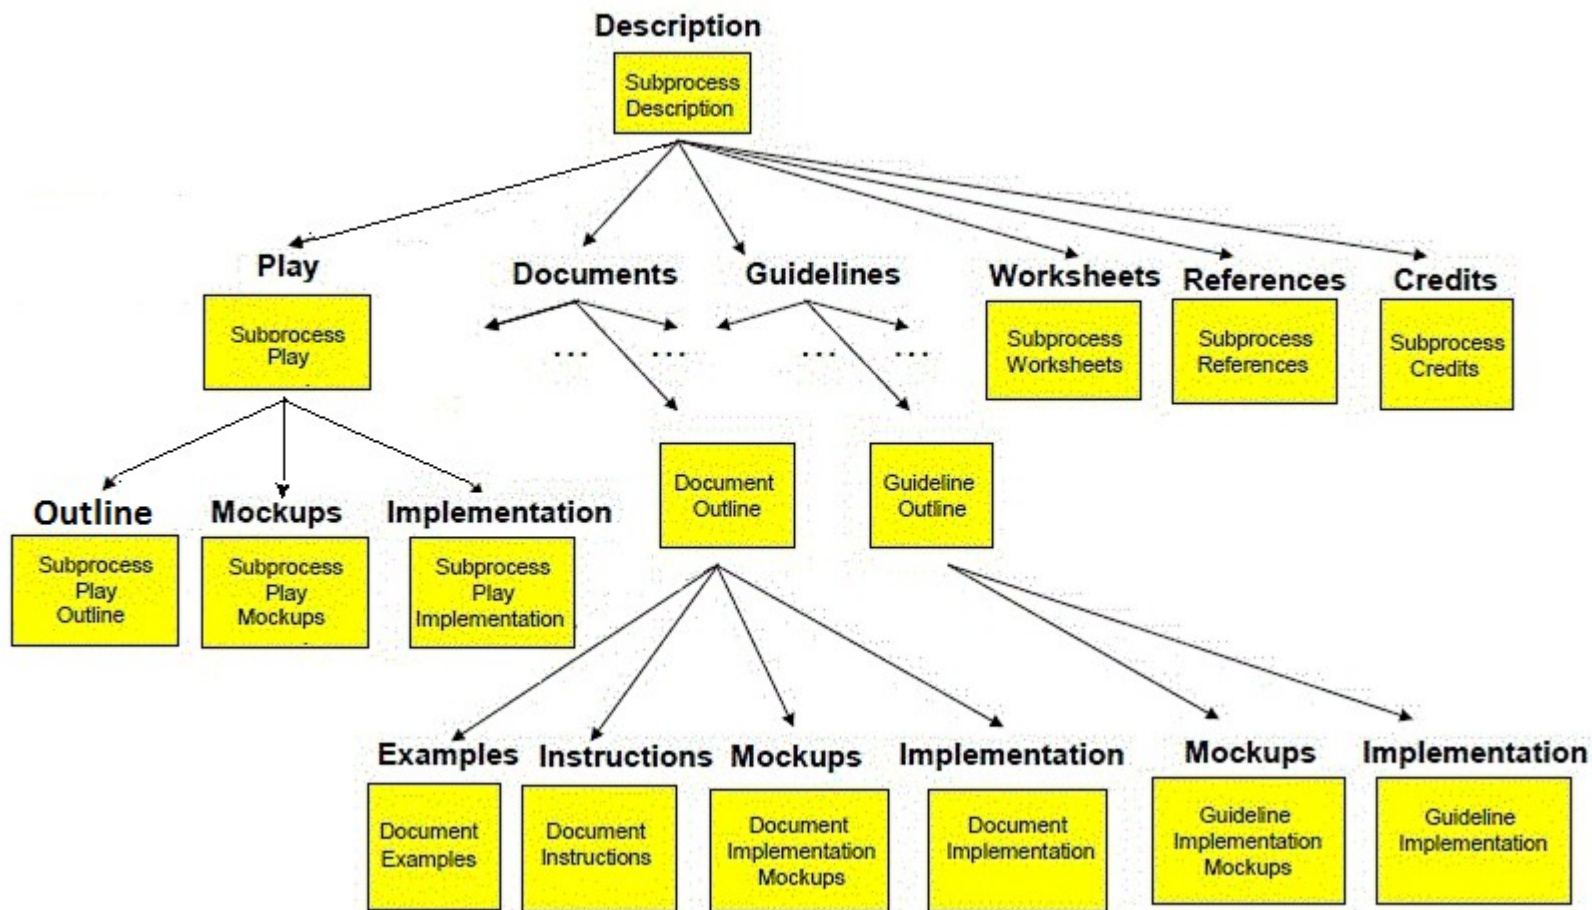 Description
Subprocess
Description
Play
Documents
Guidelines
Worksheets
References
Credits
Subprocess
Play
Subprocess
Worksheets
Subprocess
References
Subprocess
Credits
... ... ... ...
Document
Outline
Guideline
Outline
Outline
Mockups
Implementation
Subprocess
Play
Outline
Subprocess
Play
Mockups
Subprocess
Play
Implementation
Examples
Instructions
Mockups
Implementation
Mockups
Implementation
Document
Examples
Document
Instructions
Document
Implementation
Mockups
Document
Implementation
Guideline
Implementation
Mockups
Guideline
Implementation